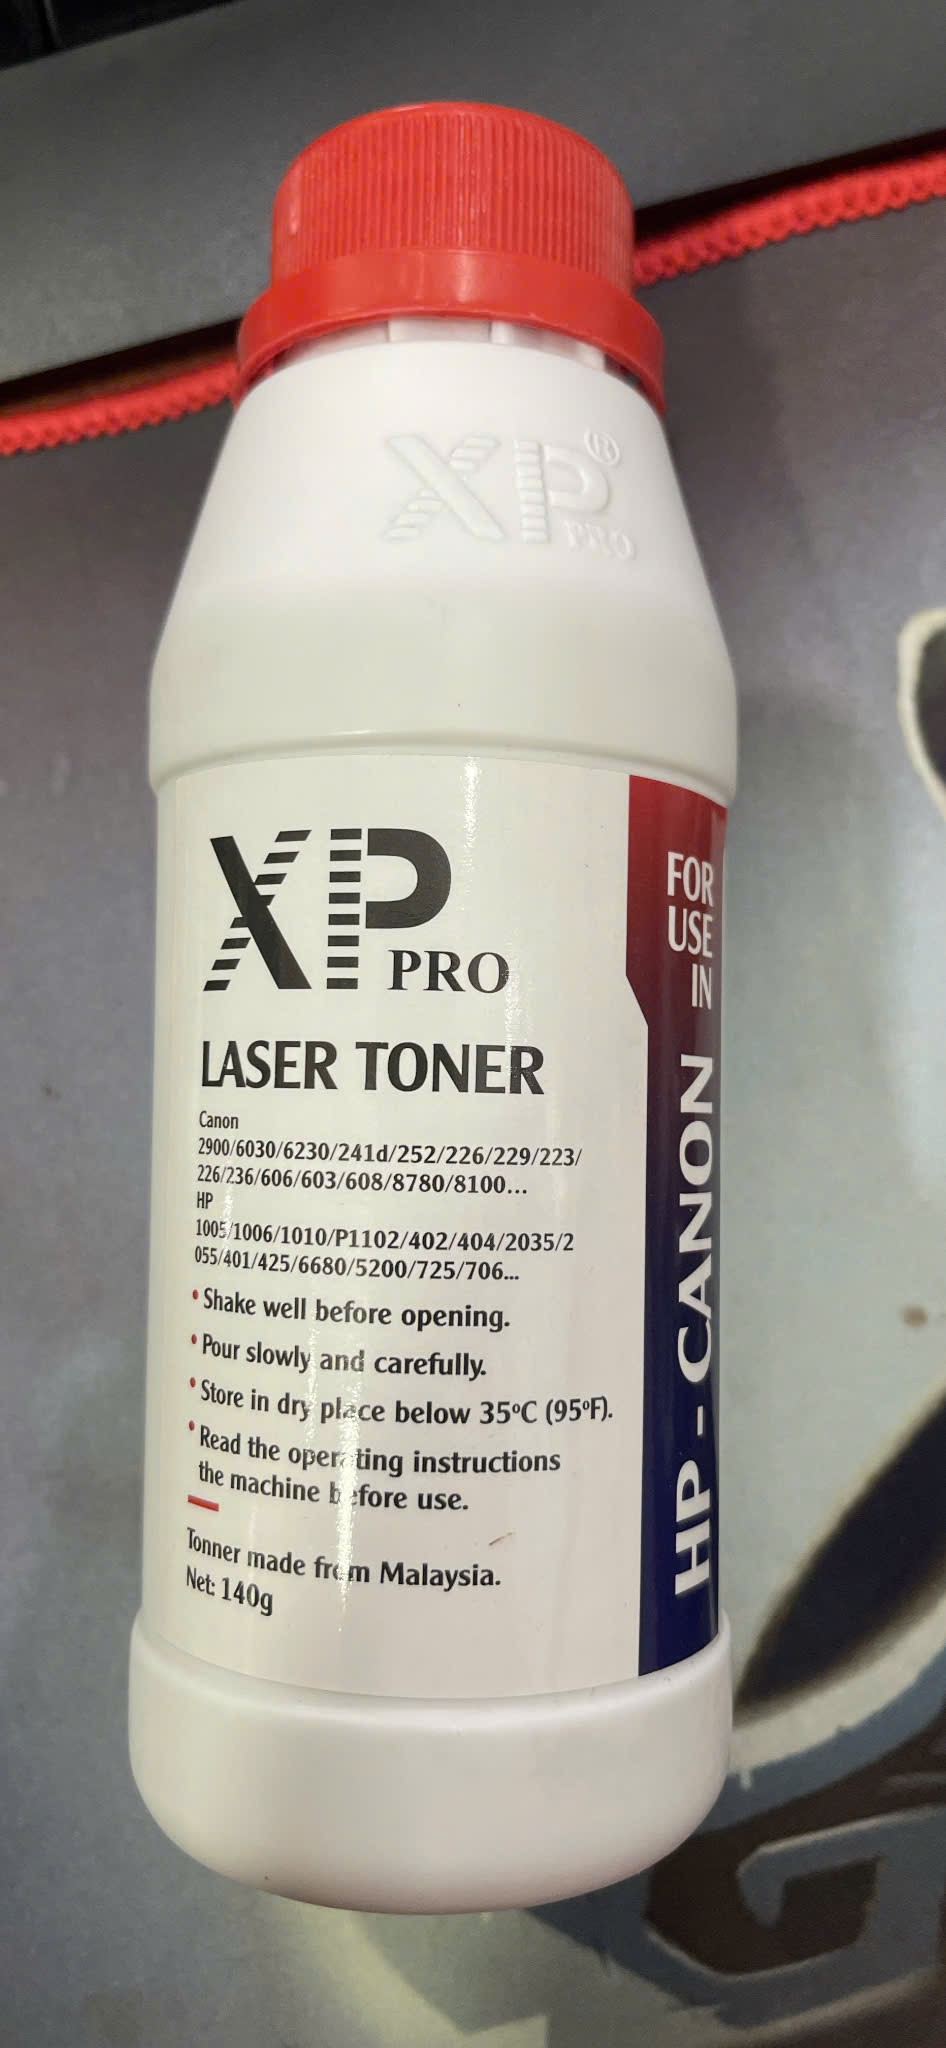 XP®
PRO
XP PRO
LASER TONER
Canon
2900/6030/6230/241d/252/226/229/223/
226/236/606/603/608/8780/8100...
HP
1005/1006/1010/P1102/402/404/2035/2
055/401/425/6680/5200/725/706...
• Shake well before opening.
• Pour slowly and carefully.
• Store in dry place below 35ºC (95ºF).
• Read the operating instructions
the machine before use.
Tonner made from Malaysia.
Net: 140g
FOR
USE
IN
HP - CANON